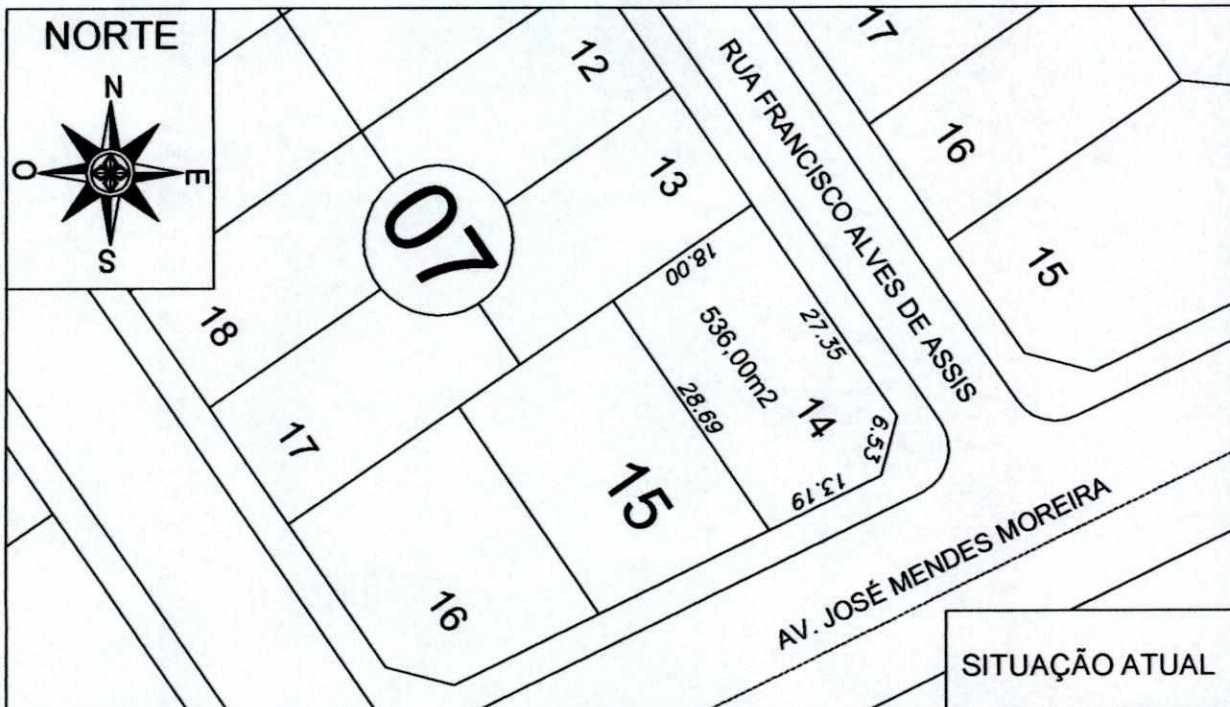 NORTE
N
O
E
S
12
13
07
18
17
16
15
RUA FRANCISCO ALVES DE ASSIS
17
16
15
18.00
27.35
536,00m2
28.69
14
6.53
13.19
AV. JOSÉ MENDES MOREIRA
SITUAÇÃO ATUAL